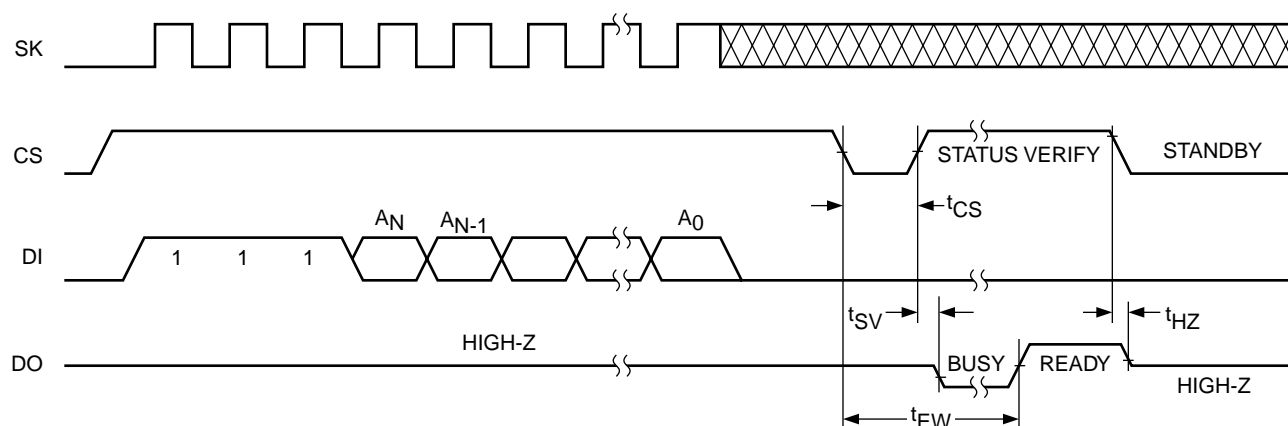 SK
CS
STATUS VERIFY
STANDBY
tCS
AN
AN-1
A0
DI
1 1 1
tSV
tHZ
HIGH-Z
DO
BUSY
READY
HIGH-Z
tEW